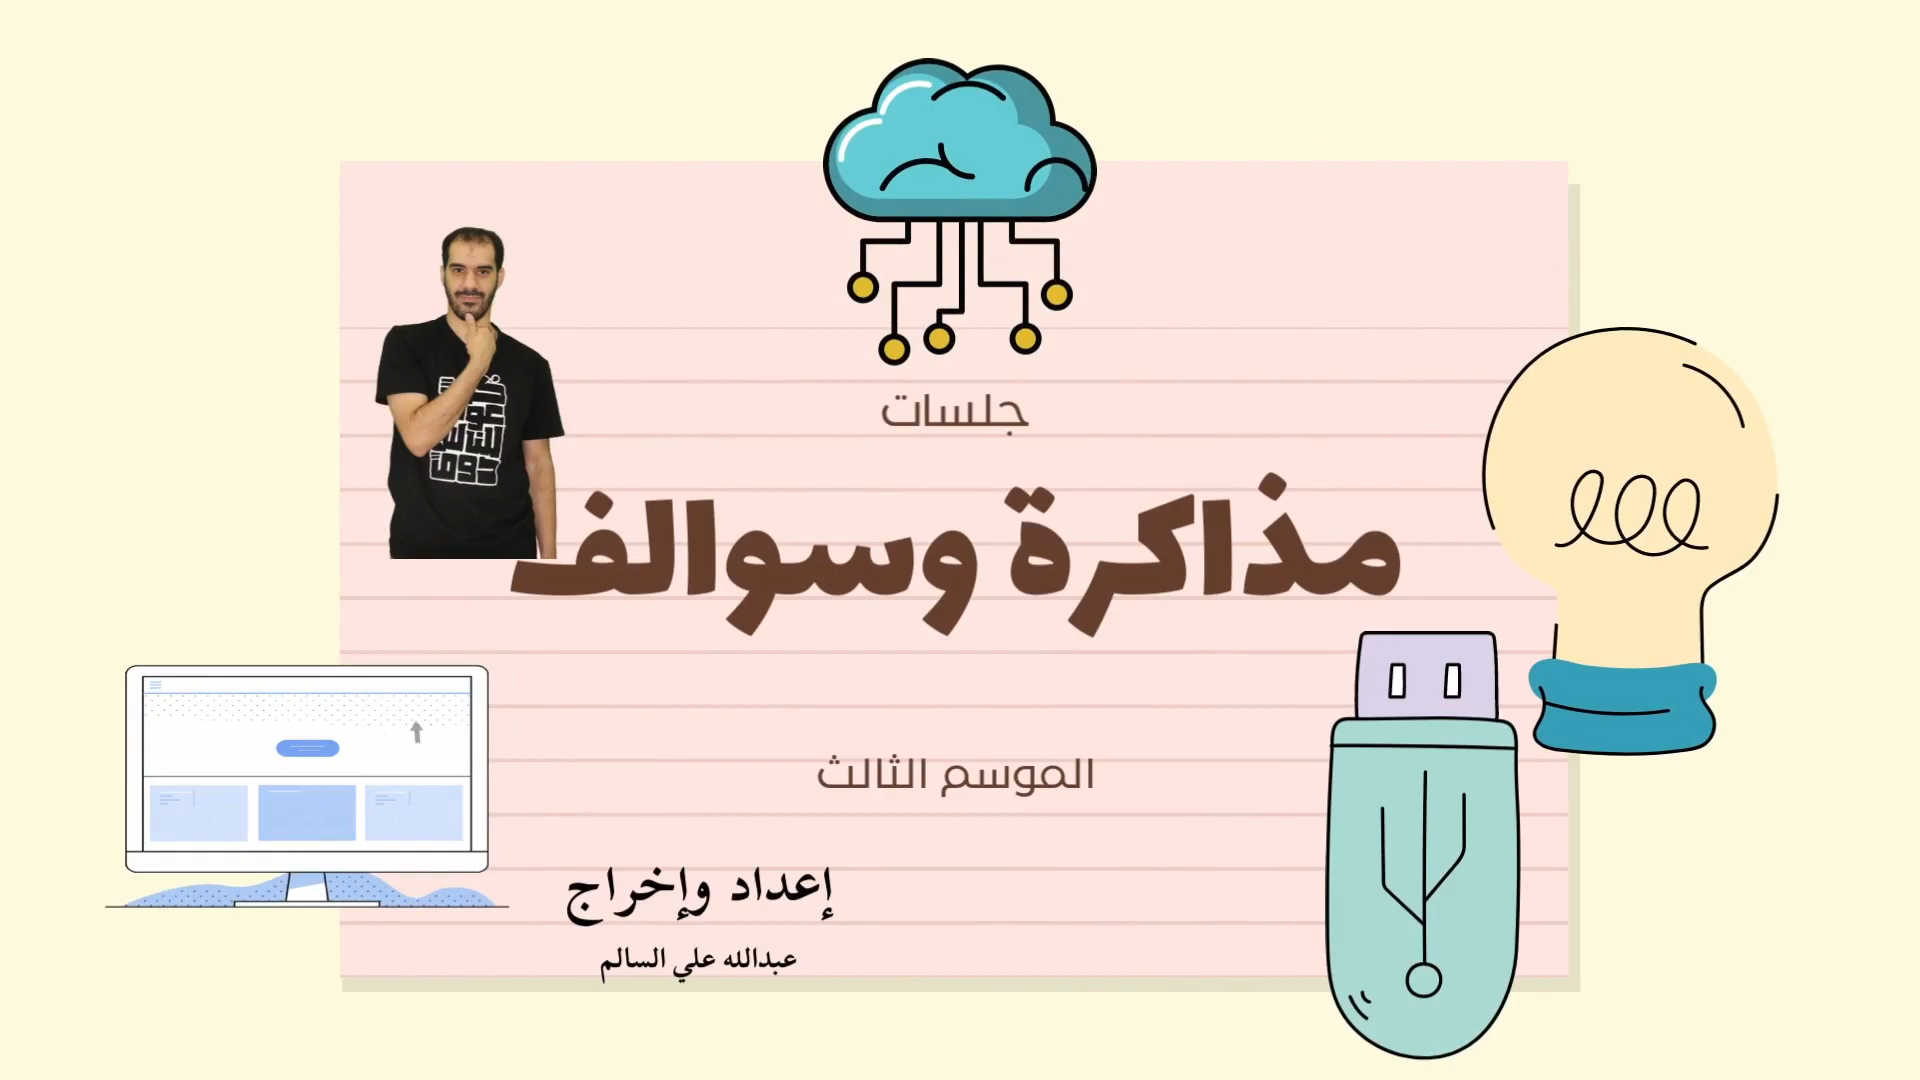 جلسات
مذاكرة وسوالف
الموسم الثالث
إعداد وإخراج
عبدالله علي السالم